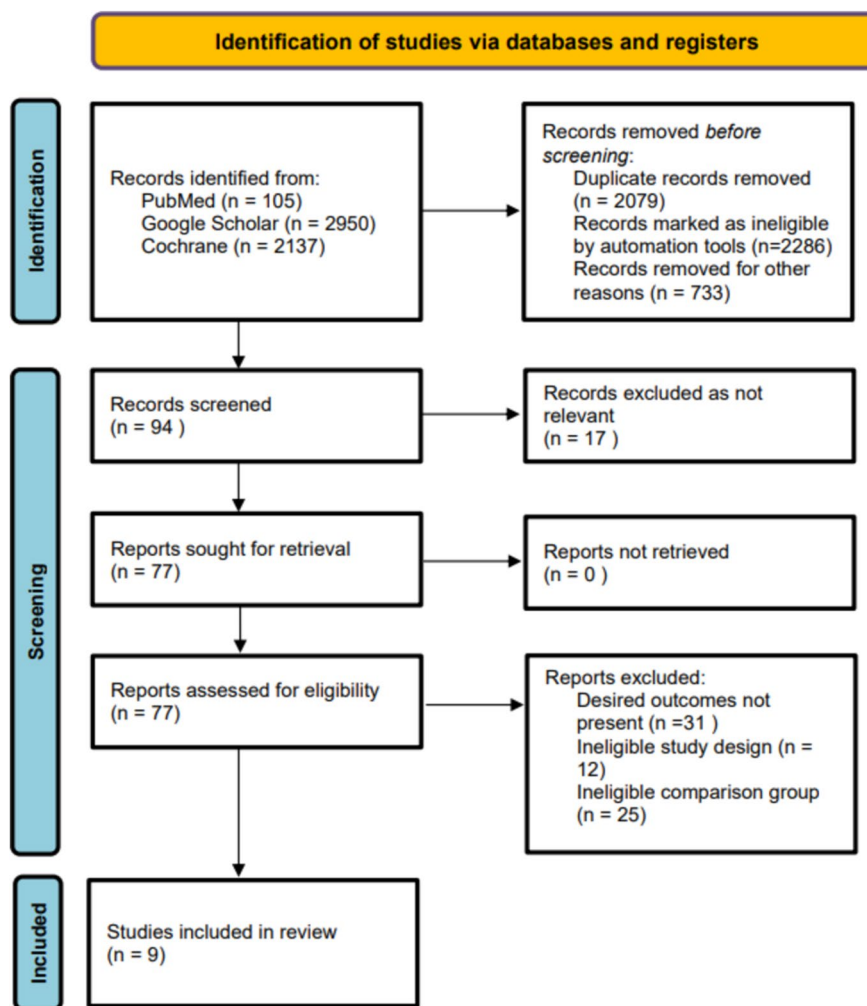 Identification of studies via databases and registers
Identification
Records identified from:
PubMed (n = 105)
Google Scholar (n = 2950)
Cochrane (n = 2137)
Records removed before
screening:
Duplicate records removed
(n = 2079)
Records marked as ineligible
by automation tools (n=2286)
Records removed for other
reasons (n = 733)
Screening
Records screened
(n = 94 )
Records excluded as not
relevant
(n = 17 )
Reports sought for retrieval
(n = 77)
Reports not retrieved
(n = 0 )
Reports assessed for eligibility
(n = 77)
Reports excluded:
Desired outcomes not
present (n =31 )
Ineligible study design (n =
12)
Ineligible comparison group
(n = 25)
Included
Studies included in review
(n = 9)